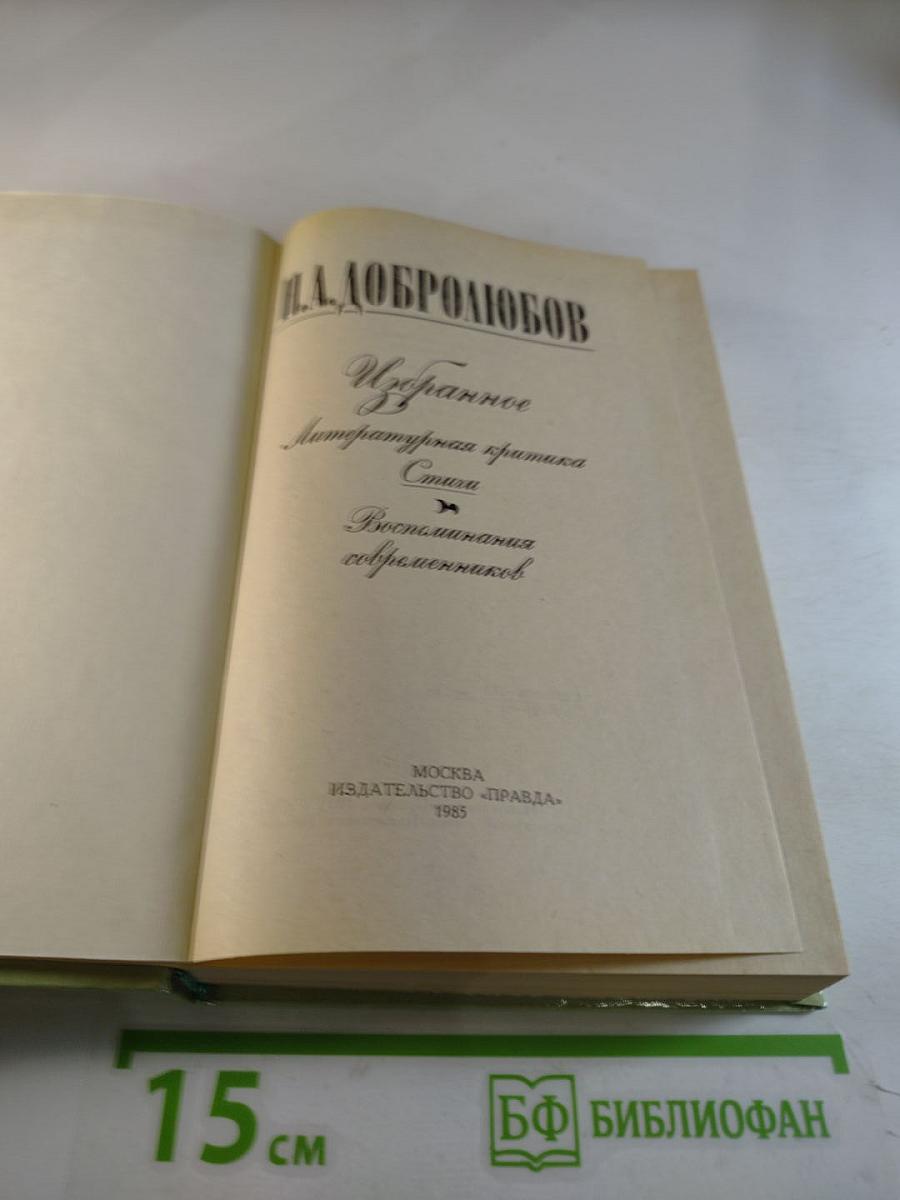 Н.А.ДОБРОЛЮБОВ
Избранное
Литературная критика
Стихи
Воспоминания
современников
МОСКВА
ИЗДАТЕЛЬСТВО «ПРАВДА»
1985
15 см
БФ БИБЛИОФАН